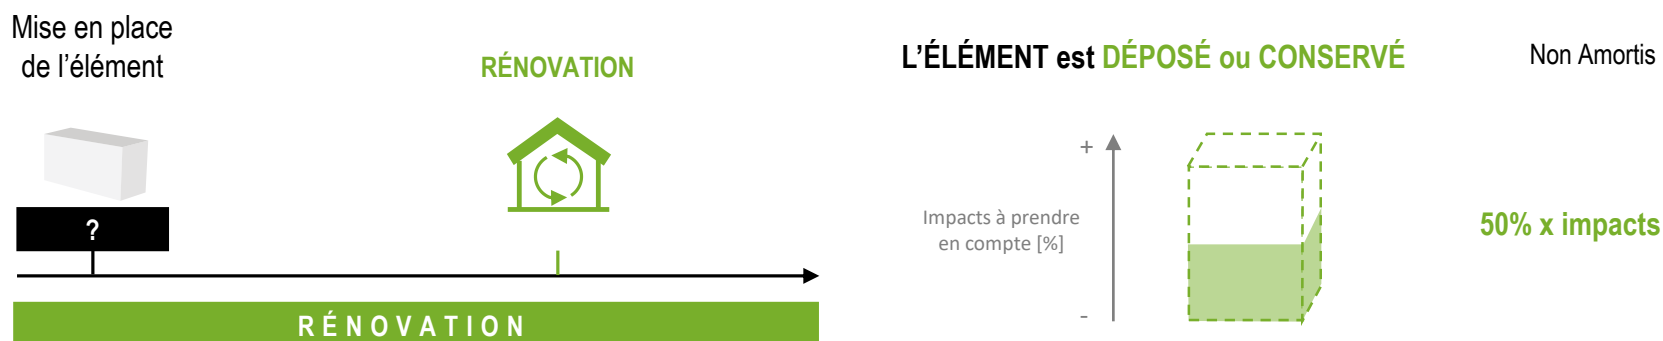 Mise en place
de l'élément
RÉNOVATION
?
RÉNOVATION
L'ÉLÉMENT est DÉPOSÉ ou CONSERVÉ
Non Amortis
+
Impacts à prendre
en compte [%]
-
50% x impacts